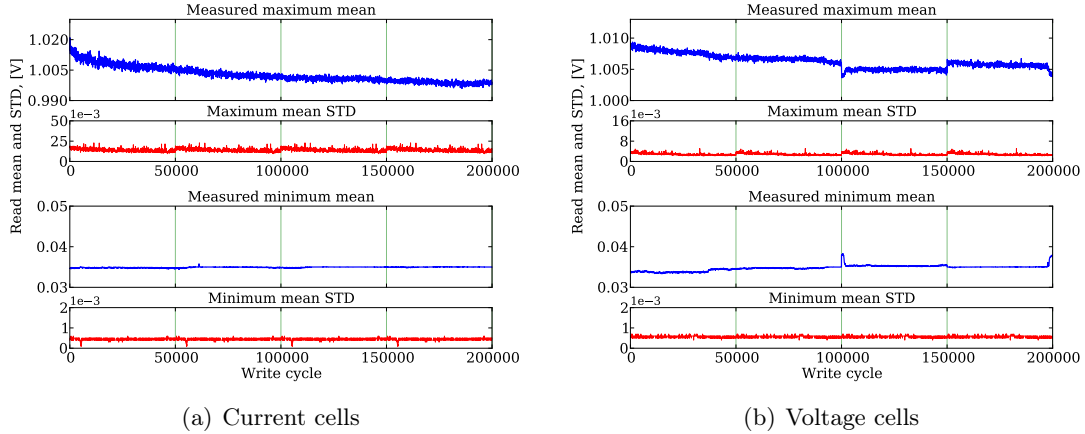 Measured maximum mean
1.020
1.005
0.990
1e−3
Maximum mean STD
50
25
0
0 50000 100000 150000 200000
Measured minimum mean
0.05
0.04
0.03
1e−3
Minimum mean STD
2
1
0
0 50000 100000 150000 200000
Write cycle
Read mean and STD, [V]
(a) Current cells
Measured maximum mean
1.010
1.005
1.000
1e−3
Maximum mean STD
16
8
0
0 50000 100000 150000 200000
Measured minimum mean
0.05
0.04
0.03
1e−3
Minimum mean STD
2
1
0
0 50000 100000 150000 200000
Write cycle
Read mean and STD, [V]
(b) Voltage cells